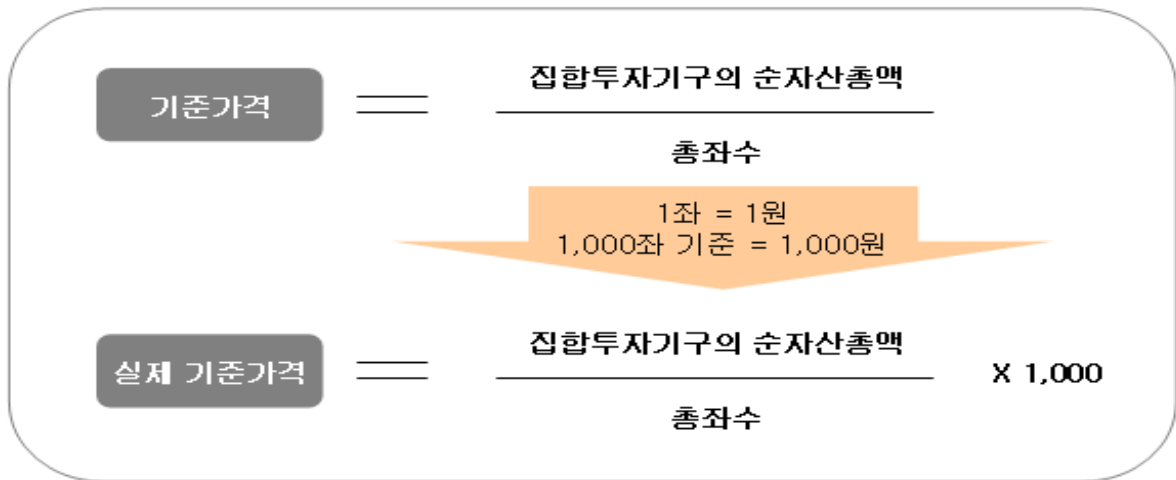 기준가격
집합투자기구의 순자산총액
총좌수
1좌 = 1원
1,000좌 기준 = 1,000원
실제 기준가격
집합투자기구의 순자산총액
총좌수
X 1,000